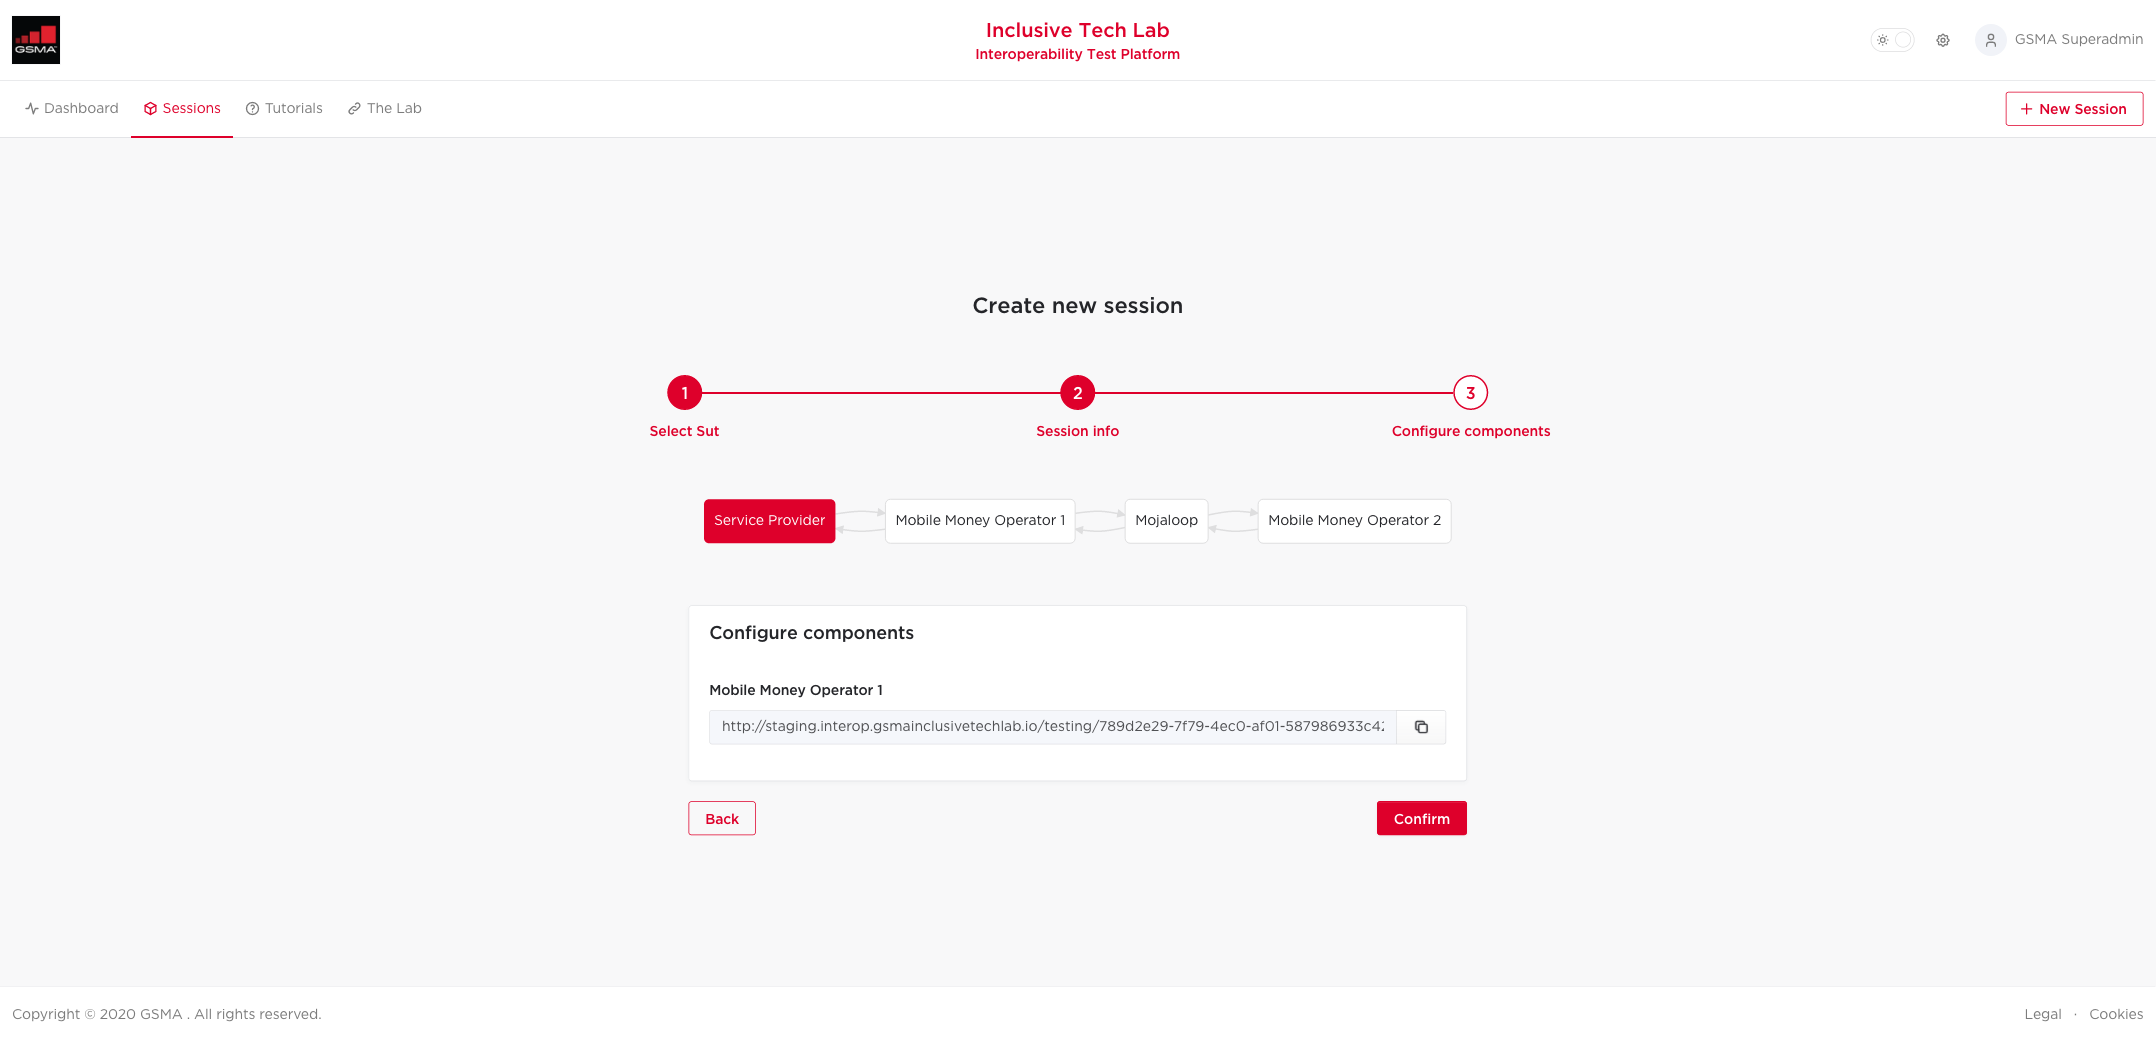 GSMA
Inclusive Tech Lab
Interoperability Test Platform
GSMA Superadmin
Dashboard
Sessions
Tutorials
The Lab
New Session
Create new session
1
2
3
Select Sut
Session info
Configure components
Service Provider
Mobile Money Operator 1
Mojaloop
Mobile Money Operator 2
Configure components
Mobile Money Operator 1
http://staging.interop.gsmainclusivetechlab.io/testing/789d2e29-7f79-4ec0-af01-587986933c4
Back
Confirm
Copyright © 2020 GSMA . All rights reserved.
Legal · Cookies